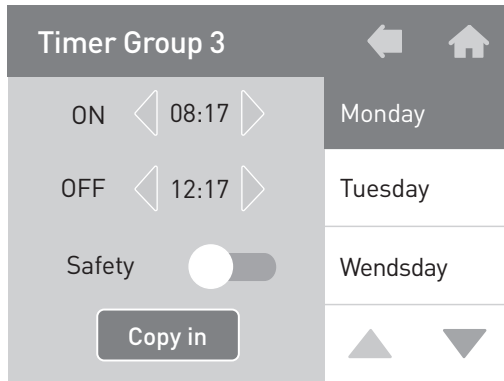 Timer Group 3
ON 08:17
OFF 12:17
Safety
Copy in
Monday
Tuesday
Wendsday